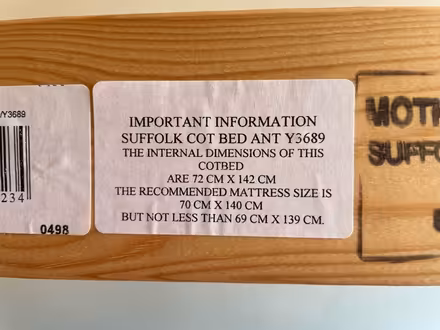 /Y3689
234
0498
IMPORTANT INFORMATION
SUFFOLK COT BED ANT Y3689
THE INTERNAL DIMENSIONS OF THIS
COTBED
ARE 72 CM X 142 CM
THE RECOMMENDED MATTRESS SIZE IS
70 CM X 140 CM
BUT NOT LESS THAN 69 CM X 139 CM.
MOT
SUFFO